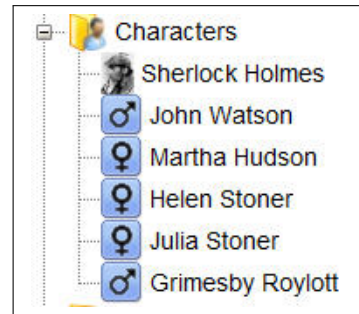 Characters
Sherlock Holmes
John Watson
Martha Hudson
Helen Stoner
Julia Stoner
Grimesby Roylott